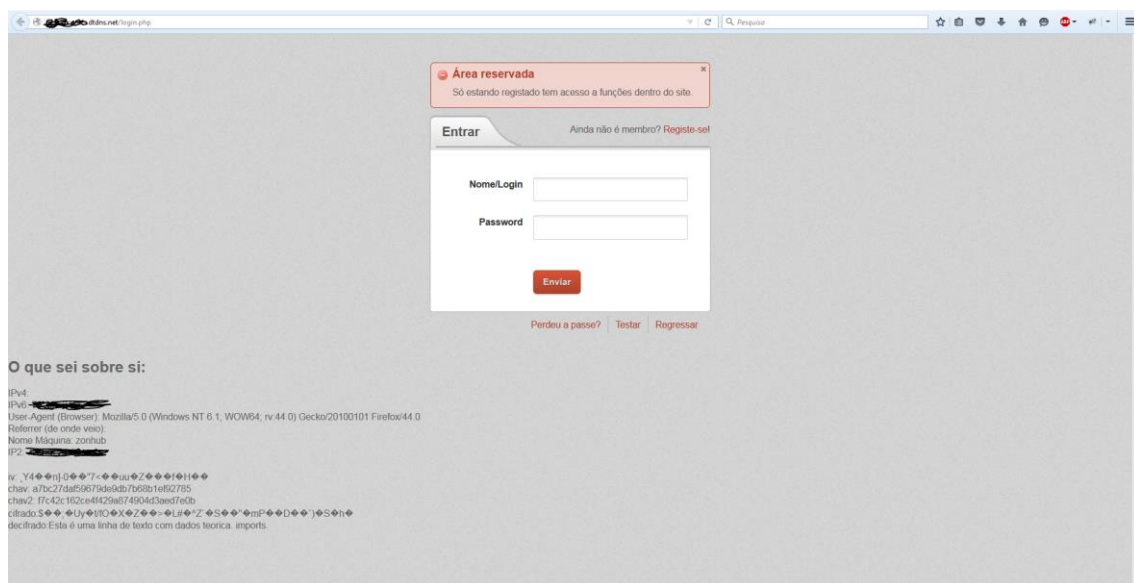 dtdns.net/login.php
Pesquisa
Área reservada
Só estando registado tem acesso a funções dentro do site.
Entrar
Ainda não é membro? Registe-se!
Nome/Login
Password
Enviar
Perdeu a passe? Testar Regressar
O que sei sobre si:
IPv4:
IPv6
User-Agent (Browser): Mozilla/5.0 (Windows NT 6.1; WOW64; rv:44.0) Gecko/20100101 Firefox/44.0
Referrer (de onde veio):
Nome Máquina: zonhub
IP2:
iv:
chav: a7bc27daf59679de9db7b68b1ef92785
chav2: f7c42c162ce4f429a874904d3aed7e0b
cifrado:
decifrado:Esta é uma linha de texto com dados teorica. imports.